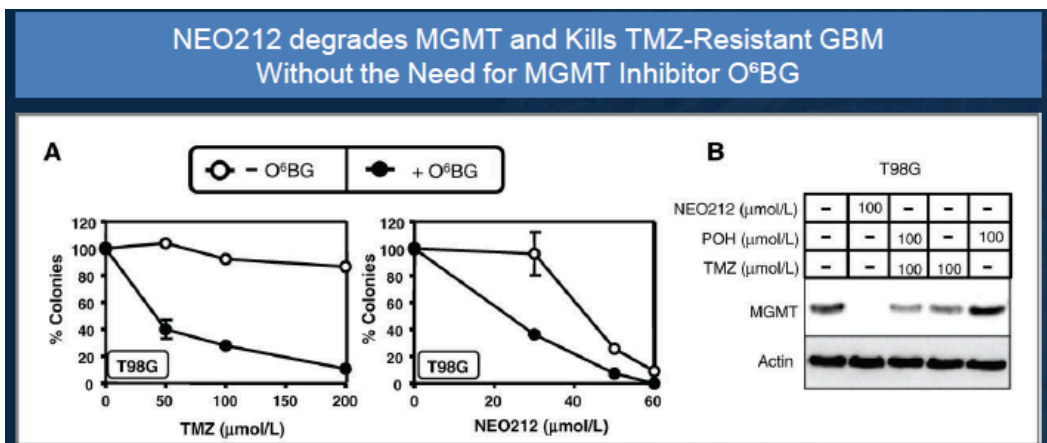 NEO212 degrades MGMT and Kills TMZ-Resistant GBM
Without the Need for MGMT Inhibitor O⁶BG
A
– O⁶BG
+ O⁶BG
% Colonies
120
100
80
60
40
20
0
T98G
0 50 100 150 200
TMZ (μmol/L)
% Colonies
120
100
80
60
40
20
0
T98G
0 20 40 60
NEO212 (μmol/L)
B
T98G
NEO212 (μmol/L) – 100 – – –
POH (μmol/L) – – 100 – 100
TMZ (μmol/L) – – 100 100 –
MGMT
Actin